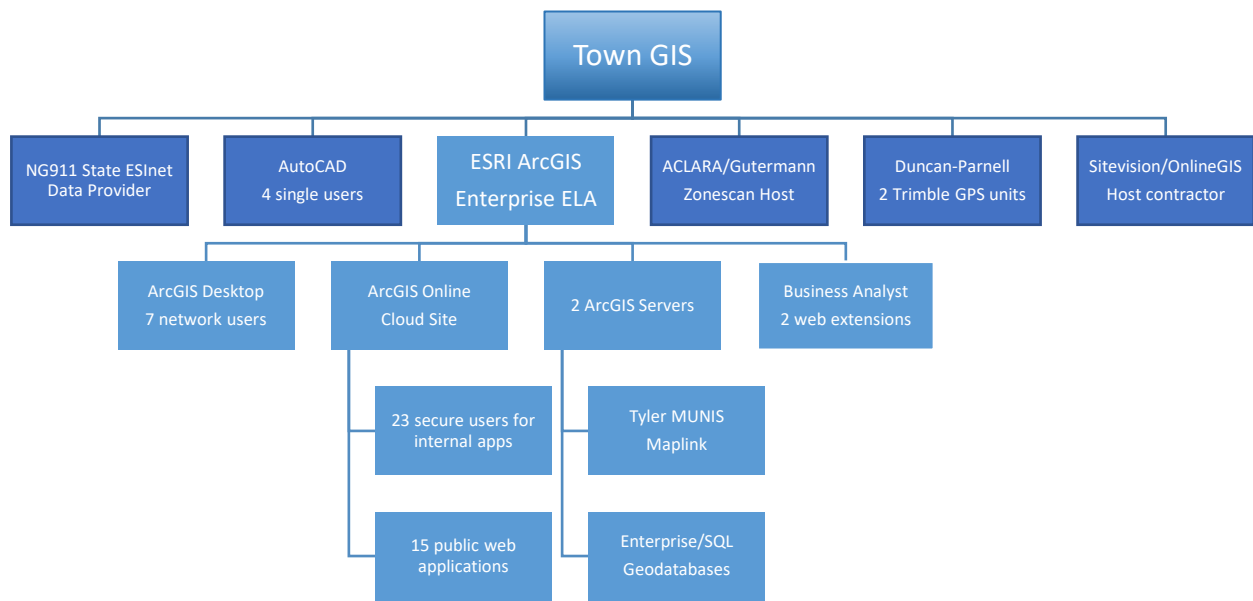 Town GIS
NG911 State ESInet
Data Provider
AutoCAD
4 single users
ESRI ArcGIS
Enterprise ELA
ACLARA/Gutermann
Zonescan Host
Duncan-Parnell
2 Trimble GPS units
Sitevision/OnlineGIS
Host contractor
ArcGIS Desktop
7 network users
ArcGIS Online
Cloud Site
2 ArcGIS Servers
Business Analyst
2 web extensions
23 secure users for
internal apps
Tyler MUNIS
Maplink
15 public web
applications
Enterprise/SQL
Geodatabases